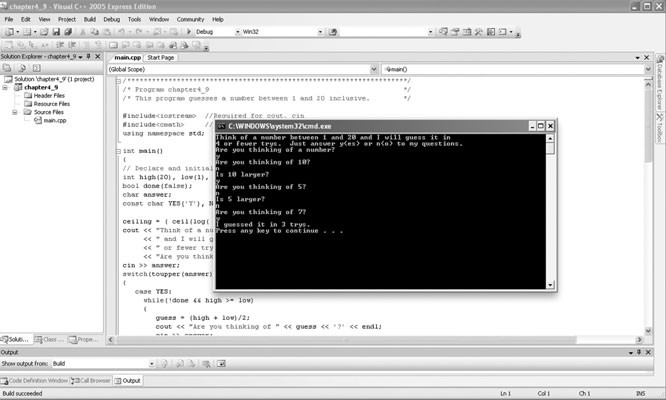 chapter4_9 - Visual C++ 2005 Express Edition
File Edit View Project Build Debug Tools Window Community Help
Debug Win32
Solution Explorer - chapter4_9
Solution 'chapter4_9' (1 project)
chapter4_9
Header Files
Resource Files
Source Files
main.cpp
main.cpp Start Page
(Global Scope) main()
/* Program chapter4_9 */
/* This program guesses a number between 1 and 20 inclusive. */
#include<iostream> //Required for cout, cin
#include<cmath> //
using namespace std;
int main()
{
// Declare and initial
int high(20), low(1),
bool done(false);
char answer;
const char YES('Y'), N
ceiling = ( ceil(log(
cout << "Think of a nu
<< " and I will g
<< " or fewer try
<< "Are you think
cin >> answer;
switch(toupper(answer)
{
case YES:
while(!done && high >= low)
{
guess = (high + low)/2;
cout << "Are you thinking of " << guess << '?' << endl;
C:\WINDOWS\system32\cmd.exe
Think of a number between 1 and 20 and I will guess it in
4 or fewer trys. Just answer y(es) or n(o) to my questions.
Are you thinking of a number?
y
Are you thinking of 10?
n
Is 10 larger?
y
Are you thinking of 5?
n
Is 5 larger?
n
Are you thinking of 7?
y
I guessed it in 3 trys.
Press any key to continue . . .
Database Explorer
Toolbox
Soluti... Class ... Prope...
Output
Show output from: Build
Code Definition Window Call Browser Output
Build succeeded Ln 1 Col 1 Ch 1 INS